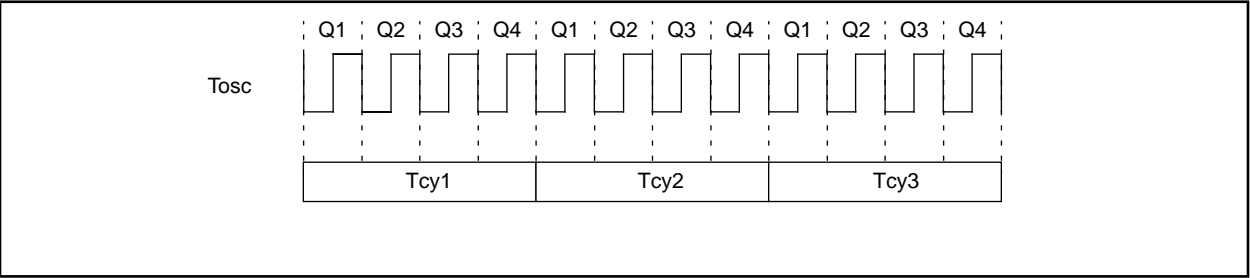 Q1 Q2 Q3 Q4 Q1 Q2 Q3 Q4 Q1 Q2 Q3 Q4
Tosc
Tcy1 Tcy2 Tcy3